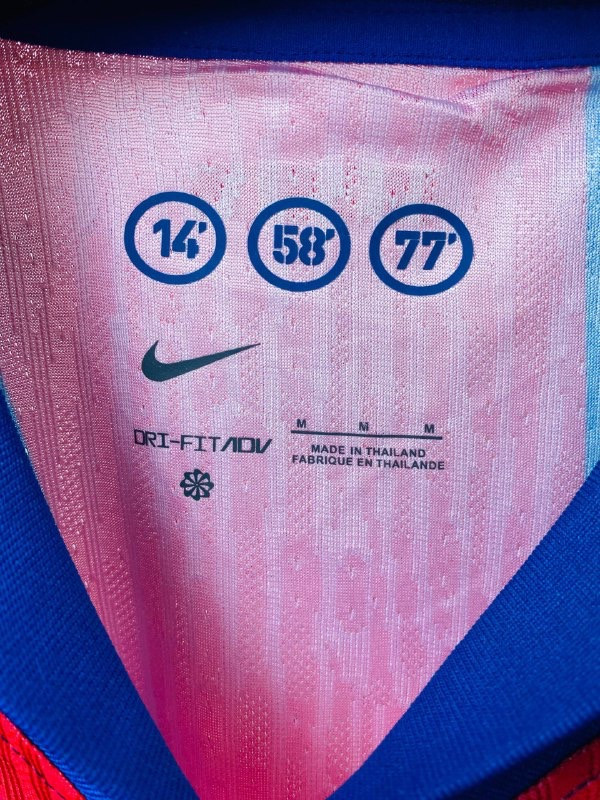 14' 58' 77'
DRI-FIT ADV
M M M
MADE IN THAILAND
FABRIQUE EN THAILANDE